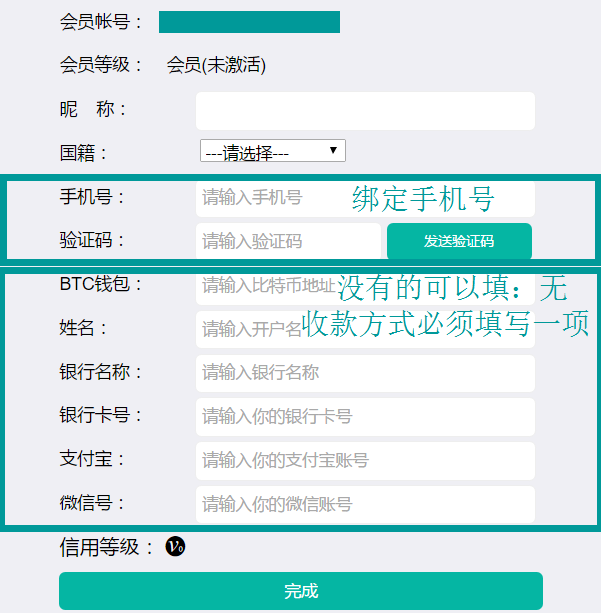 会员帐号：
会员等级： 会员(未激活)
昵 称：
国籍： ---请选择---
手机号： 请输入手机号 绑定手机号
验证码： 请输入验证码 发送验证码
BTC钱包： 请输入比特币地址 没有的可以填：无
姓名： 请输入开户名 收款方式必须填写一项
银行名称： 请输入银行名称
银行卡号： 请输入你的银行卡号
支付宝： 请输入你的支付宝账号
微信号： 请输入你的微信账号
信用等级： V0
完成